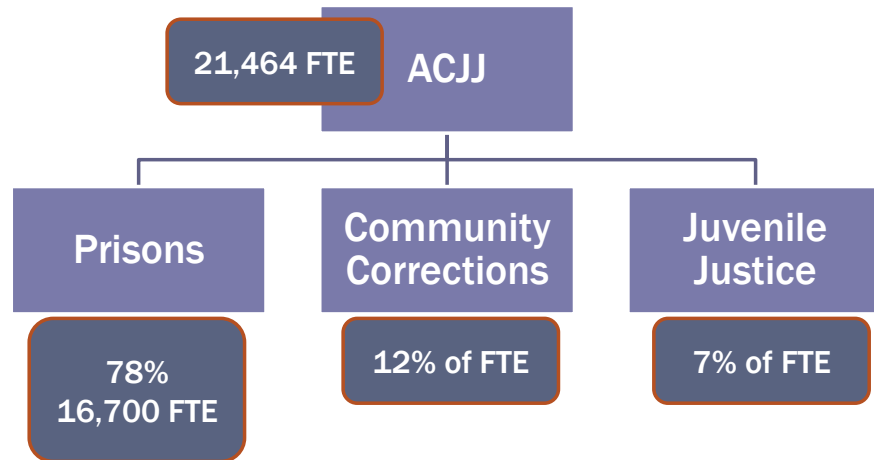 21,464 FTE
ACJJ
Prisons
Community
Corrections
Juvenile
Justice
78%
16,700 FTE
12% of FTE
7% of FTE